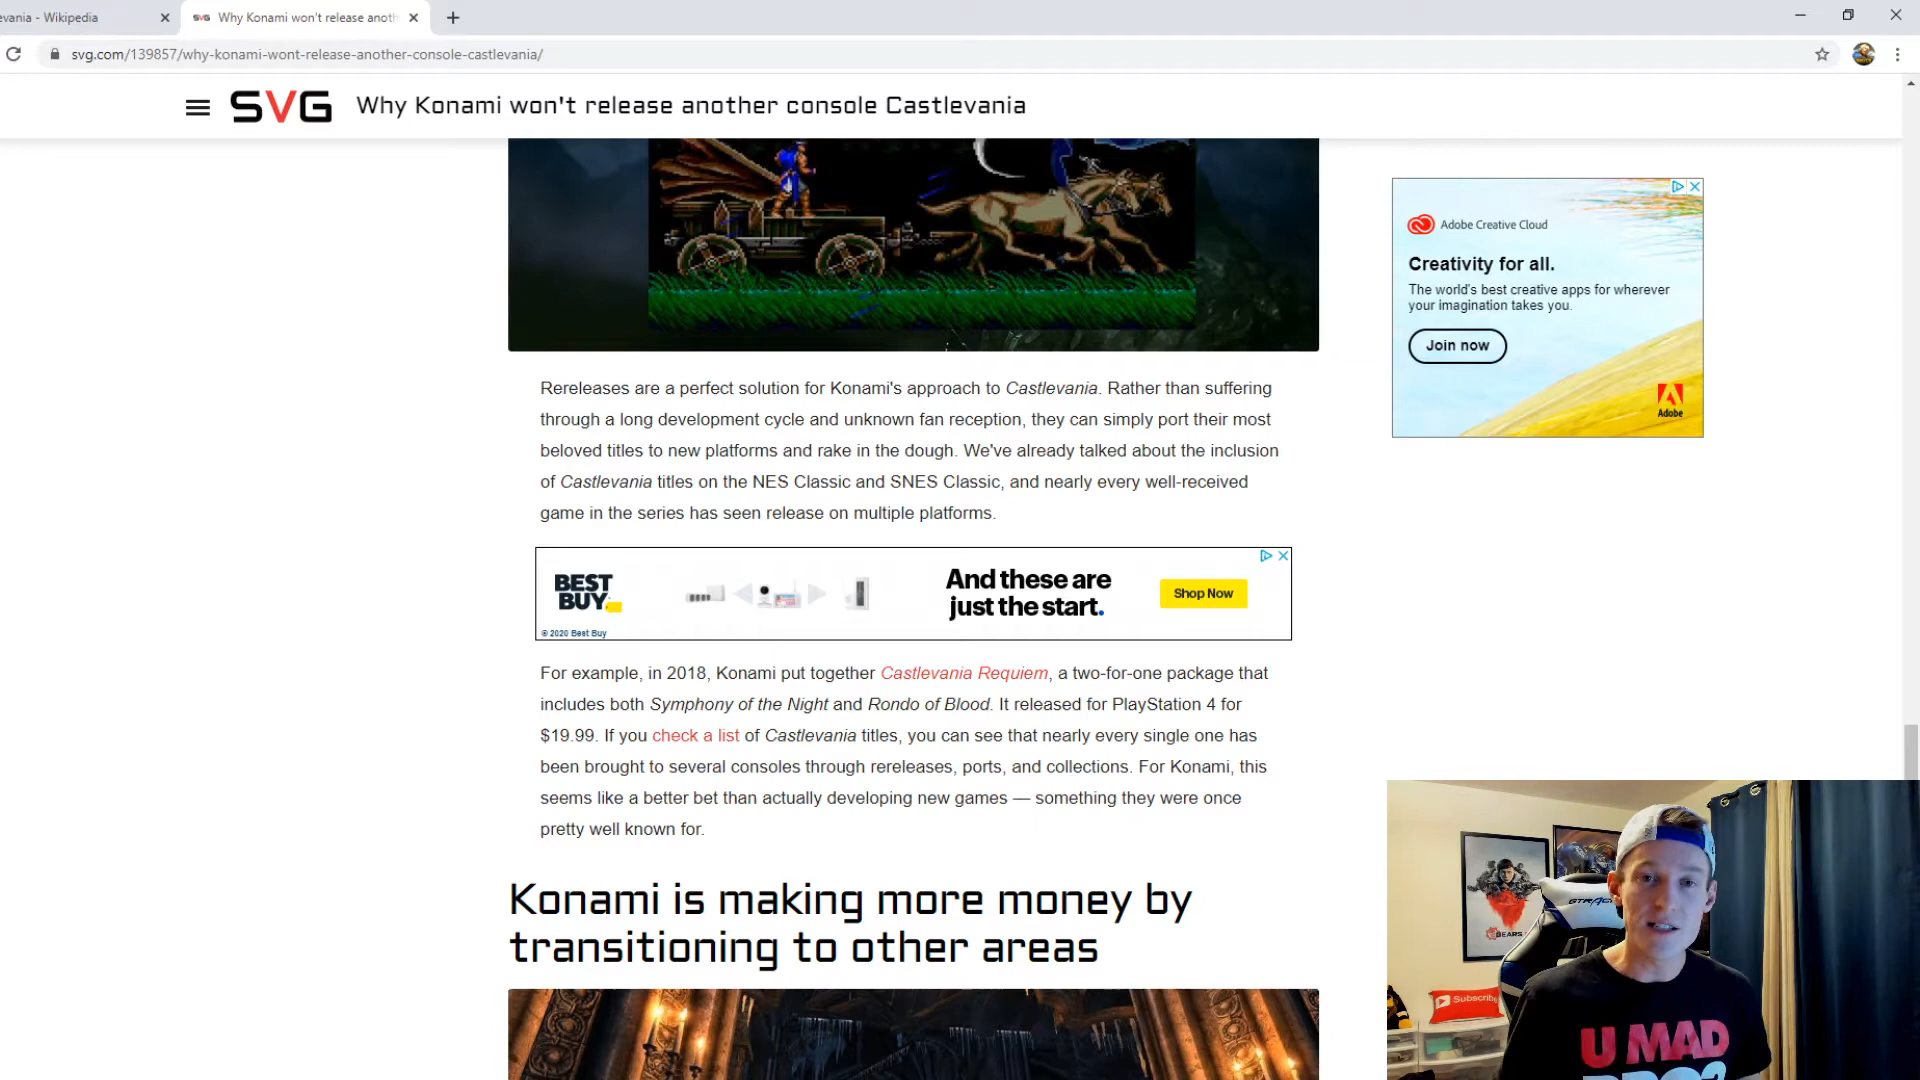 evania - Wikipedia
SVG Why Konami won't release anoth
svg.com/139857/why-konami-wont-release-another-console-castlevania/
SVG Why Konami won't release another console Castlevania
Adobe Creative Cloud
Creativity for all.
The world's best creative apps for wherever
your imagination takes you.
Join now
Adobe
Rereleases are a perfect solution for Konami's approach to Castlevania. Rather than suffering
through a long development cycle and unknown fan reception, they can simply port their most
beloved titles to new platforms and rake in the dough. We've already talked about the inclusion
of Castlevania titles on the NES Classic and SNES Classic, and nearly every well-received
game in the series has seen release on multiple platforms.
BEST
BUY
And these are
just the start.
Shop Now
© 2020 Best Buy
For example, in 2018, Konami put together Castlevania Requiem, a two-for-one package that
includes both Symphony of the Night and Rondo of Blood. It released for PlayStation 4 for
$19.99. If you check a list of Castlevania titles, you can see that nearly every single one has
been brought to several consoles through rereleases, ports, and collections. For Konami, this
seems like a better bet than actually developing new games — something they were once
pretty well known for.
Konami is making more money by
transitioning to other areas
GEARS
Subscribe
U MAD
BRO?